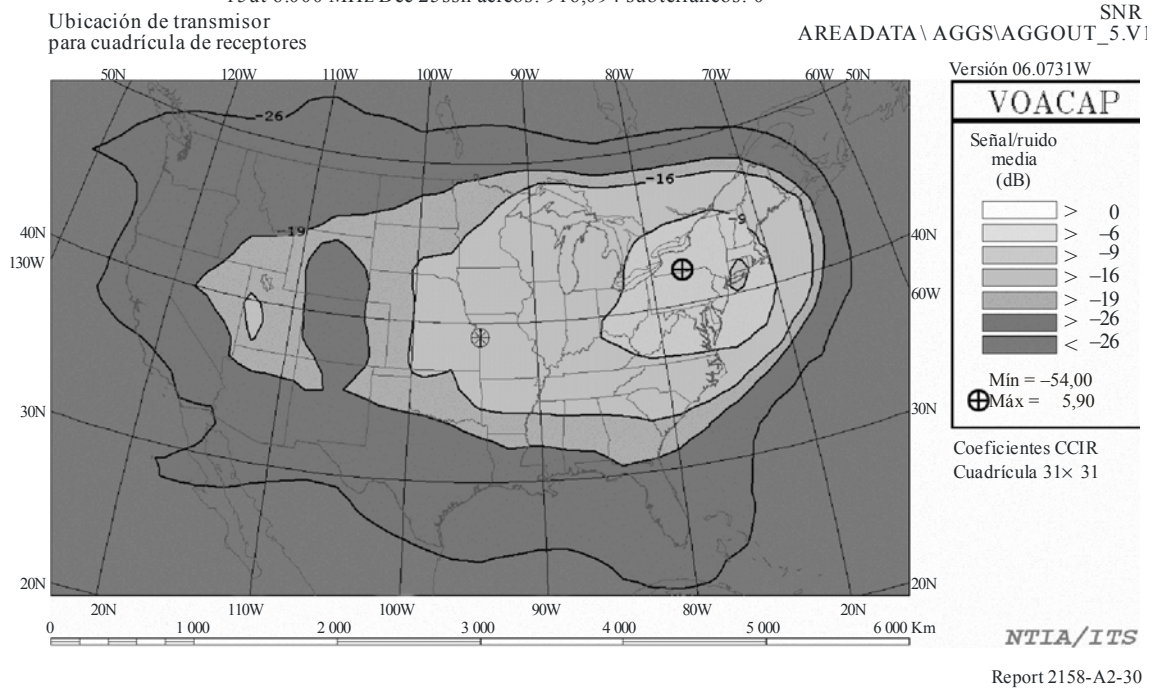 Ubicación de transmisor
para cuadrícula de receptores
SNR
AREADATA \ AGGS\AGGOUT_5.V1
Versión 06.0731W
50N 120W 110W 100W 90W 80W 70W 60W 50N
VOACAP
Señal/ruido
media
(dB)
> 0
> –6
> –9
> –16
> –19
> –26
< –26
Mín = –54,00
Máx = 5,90
Coeficientes CCIR
Cuadrícula 31× 31
-26
-16
-9
-19
40N
130W
30N
20N
40N
60W
30N
20N
20N 110W 100W 90W 80W 20N
0 1 000 2 000 3 000 4 000 5 000 6 000 Km
NTIA/ITS
Report 2158-A2-30